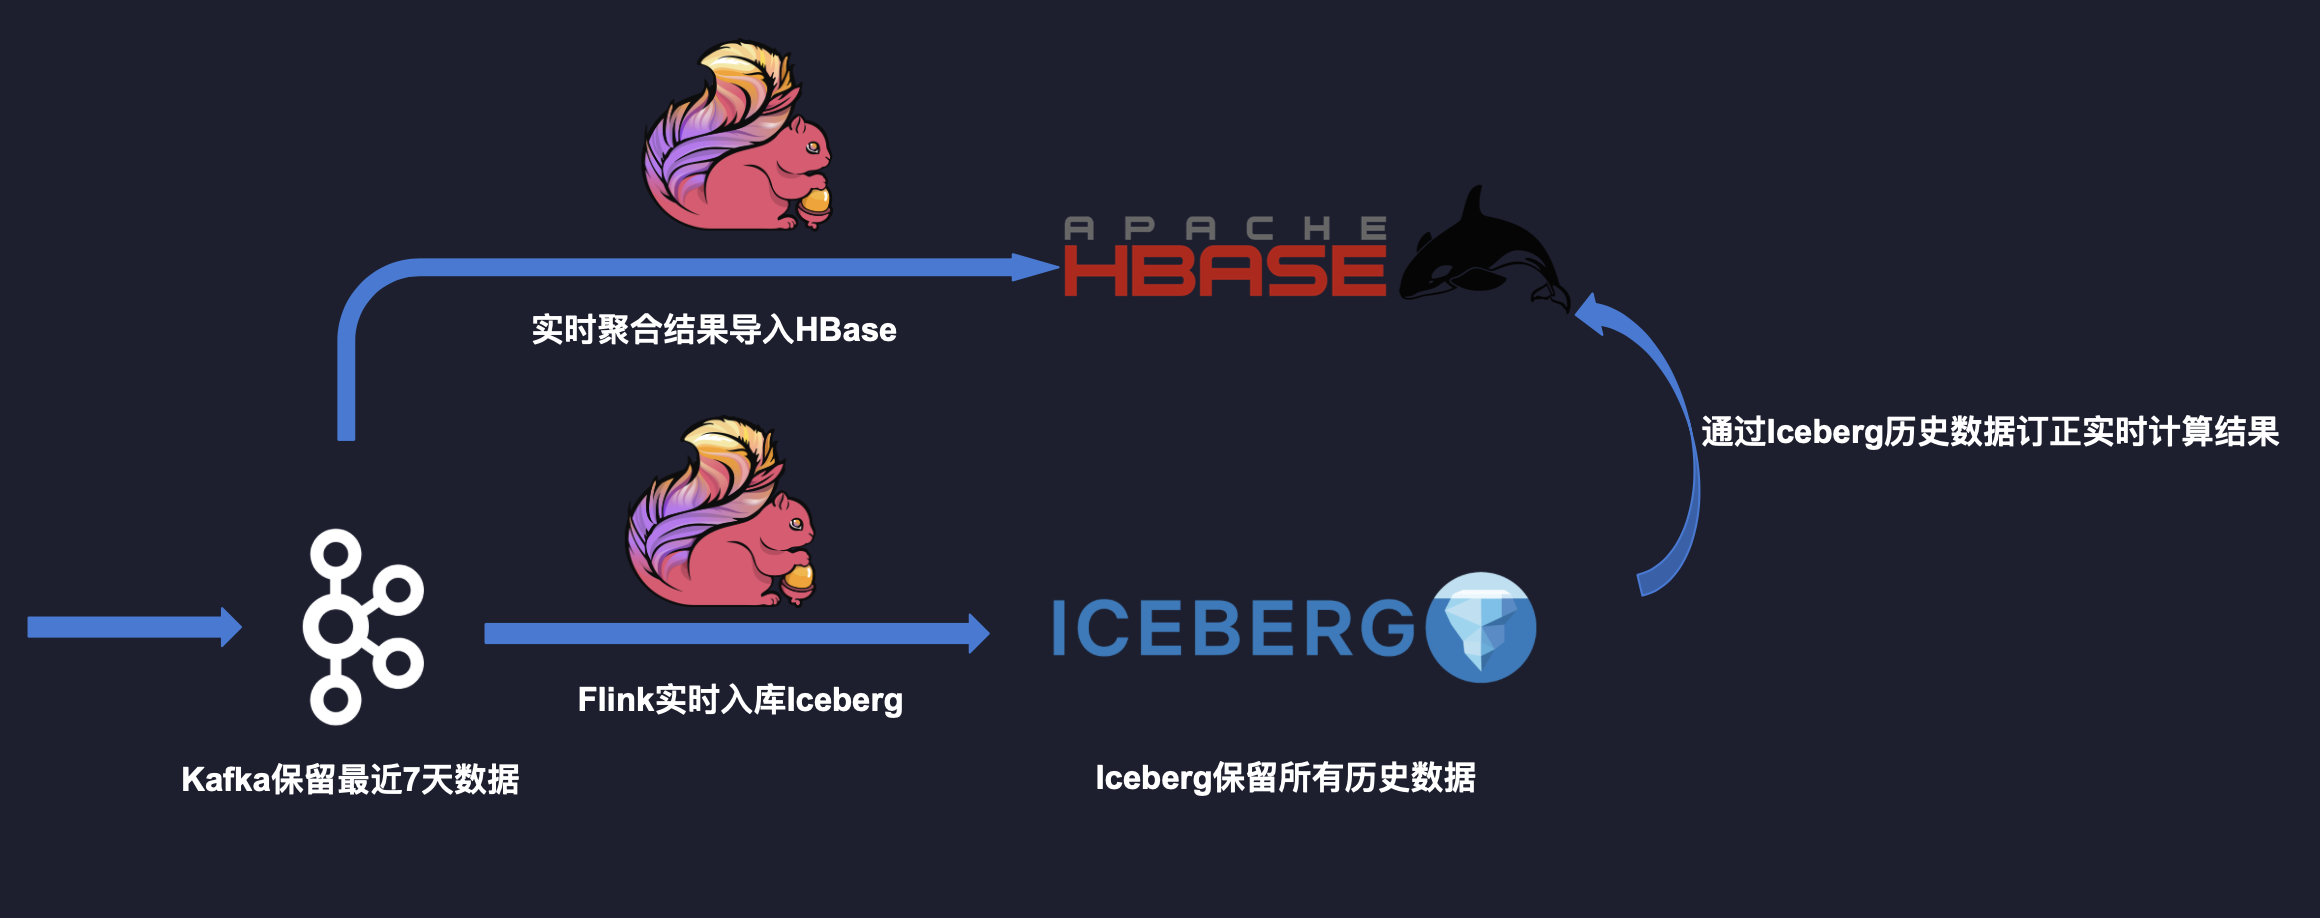 APACHE
HBASE
实时聚合结果导入HBase
通过Iceberg历史数据订正实时计算结果
ICEBERG
Flink实时入库Iceberg
Kafka保留最近7天数据
Iceberg保留所有历史数据